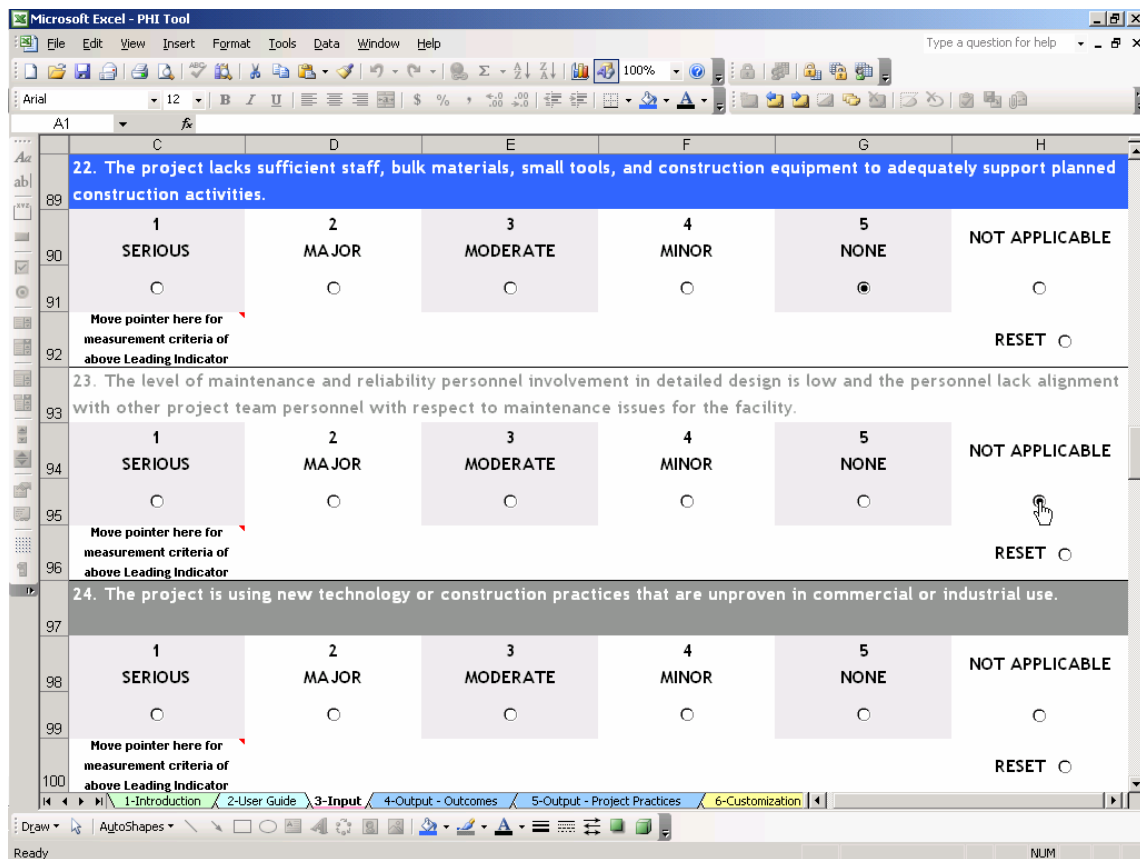 Microsoft Excel - PHI Tool
File Edit View Insert Format Tools Data Window Help Type a question for help
100%
Arial 12 B I U $ % ,
A1 fx
C D E F G H
22. The project lacks sufficient staff, bulk materials, small tools, and construction equipment to adequately support planned
89 construction activities.
1 2 3 4 5 NOT APPLICABLE
90 SERIOUS MAJOR MODERATE MINOR NONE
91
Move pointer here for
measurement criteria of RESET
92 above Leading Indicator
23. The level of maintenance and reliability personnel involvement in detailed design is low and the personnel lack alignment
93 with other project team personnel with respect to maintenance issues for the facility.
1 2 3 4 5 NOT APPLICABLE
94 SERIOUS MAJOR MODERATE MINOR NONE
95
Move pointer here for
measurement criteria of RESET
96 above Leading Indicator
24. The project is using new technology or construction practices that are unproven in commercial or industrial use.
97
1 2 3 4 5 NOT APPLICABLE
98 SERIOUS MAJOR MODERATE MINOR NONE
99
Move pointer here for
measurement criteria of RESET
100 above Leading Indicator
1-Introduction 2-User Guide 3-Input 4-Output - Outcomes 5-Output - Project Practices 6-Customization
Draw AutoShapes A
Ready NUM